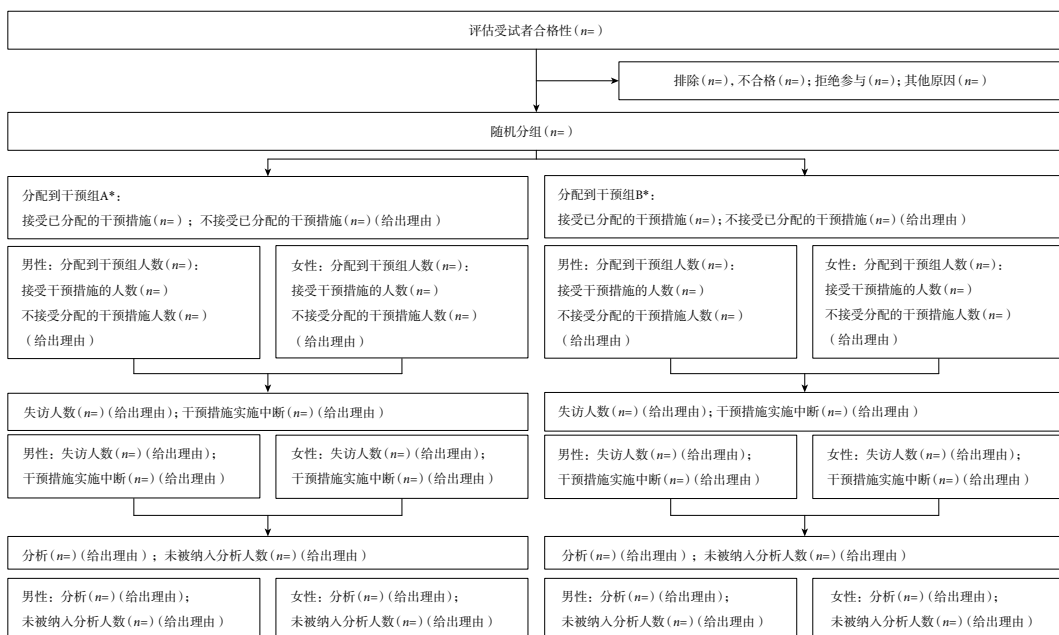 评估受试者合格性(n=)
排除(n=),不合格(n=);拒绝参与(n=);其他原因(n=)
随机分组(n=)
分配到干预组A*:
接受已分配的干预措施(n=);不接受已分配的干预措施(n=)(给出理由)
分配到干预组B*:
接受已分配的干预措施(n=);不接受已分配的干预措施(n=)(给出理由)
男性:分配到干预组人数(n=):
接受干预措施的人数(n=)
不接受分配的干预措施人数(n=)
(给出理由)
女性:分配到干预组人数(n=):
接受干预措施的人数(n=)
不接受分配的干预措施人数(n=)
(给出理由)
男性:分配到干预组人数(n=):
接受干预措施的人数(n=)
不接受分配的干预措施人数(n=)
(给出理由)
女性:分配到干预组人数(n=):
接受干预措施的人数(n=)
不接受分配的干预措施人数(n=)
(给出理由)
失访人数(n=)(给出理由);干预措施实施中断(n=)(给出理由)
失访人数(n=)(给出理由);干预措施实施中断(n=)(给出理由)
男性:失访人数(n=)(给出理由);
干预措施实施中断(n=)(给出理由)
女性:失访人数(n=)(给出理由);
干预措施实施中断(n=)(给出理由)
男性:失访人数(n=)(给出理由);
干预措施实施中断(n=)(给出理由)
女性:失访人数(n=)(给出理由);
干预措施实施中断(n=)(给出理由)
分析(n=)(给出理由);未被纳入分析人数(n=)(给出理由)
分析(n=)(给出理由);未被纳入分析人数(n=)(给出理由)
男性:分析(n=)(给出理由);
未被纳入分析人数(n=)(给出理由)
女性:分析(n=)(给出理由);
未被纳入分析人数(n=)(给出理由)
男性:分析(n=)(给出理由);
未被纳入分析人数(n=)(给出理由)
女性:分析(n=)(给出理由);
未被纳入分析人数(n=)(给出理由)